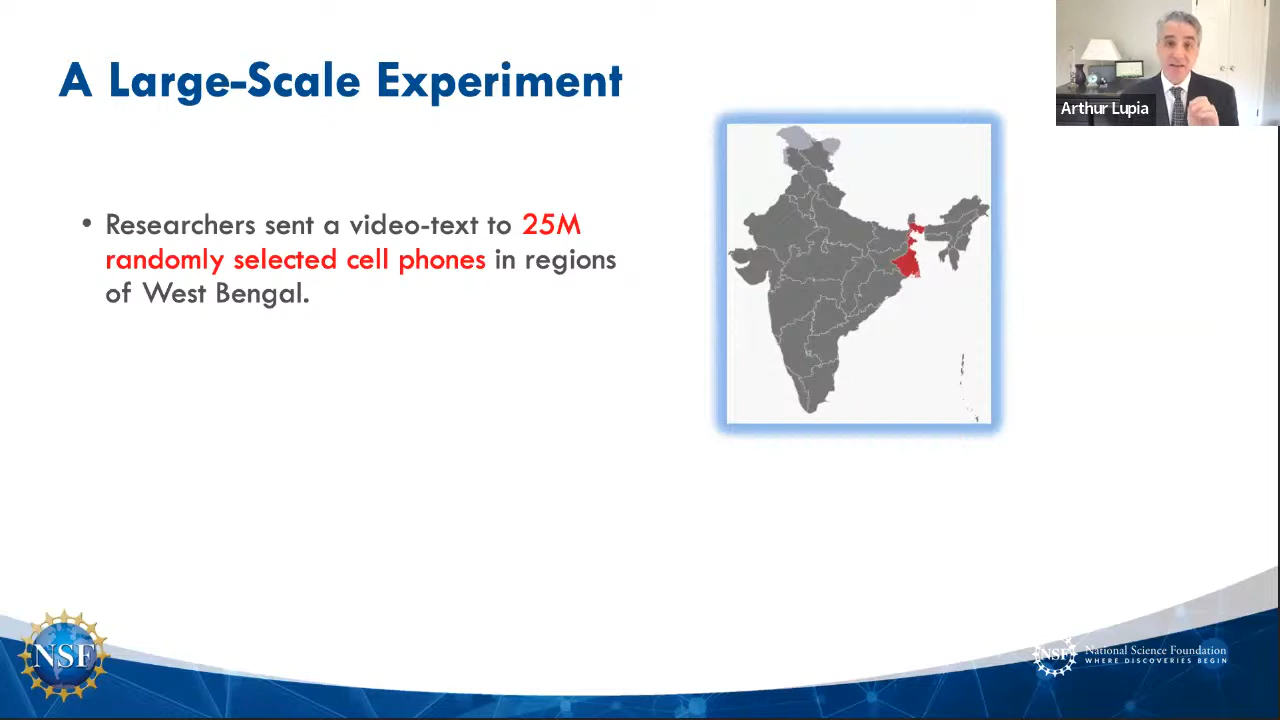 A Large-Scale Experiment
Arthur Lupia
• Researchers sent a video-text to 25M
randomly selected cell phones in regions
of West Bengal.
NSF
NSF
National Science Foundation
WHERE DISCOVERIES BEGIN